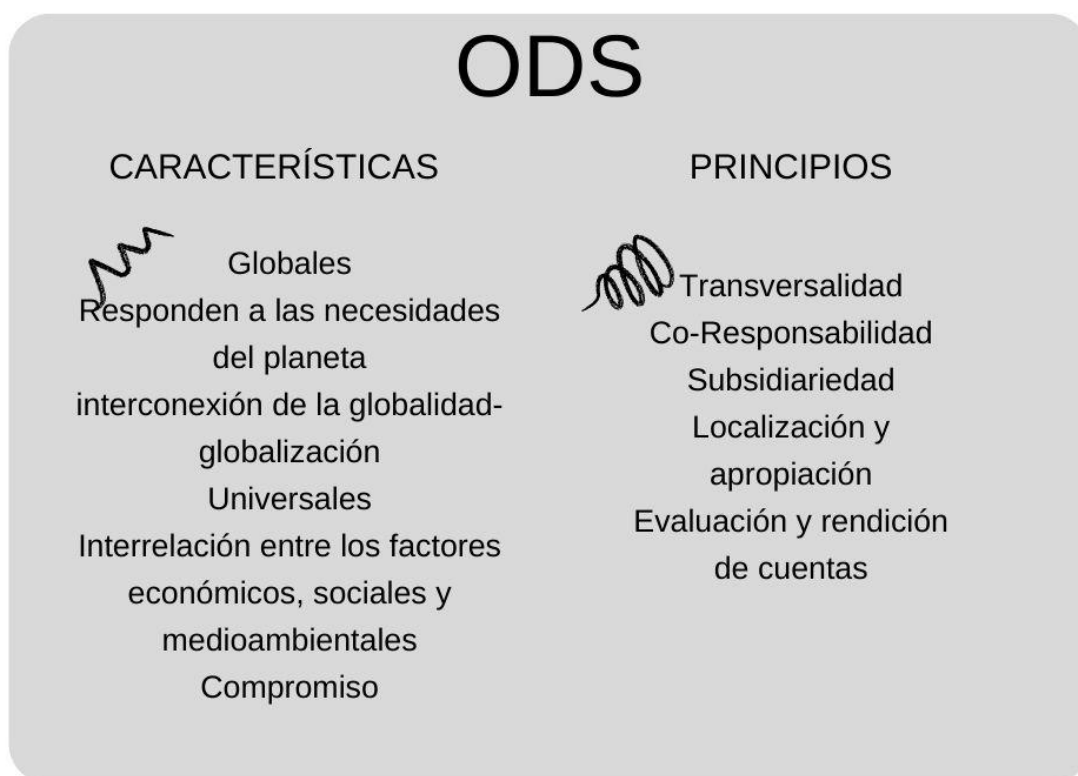 ODS
CARACTERÍSTICAS
Globales
Responden a las necesidades
del planeta
interconexión de la globalidad-
globalización
Universales
Interrelación entre los factores
económicos, sociales y
medioambientales
Compromiso
PRINCIPIOS
Transversalidad
Co-Responsabilidad
Subsidiariedad
Localización y
apropiación
Evaluación y rendición
de cuentas